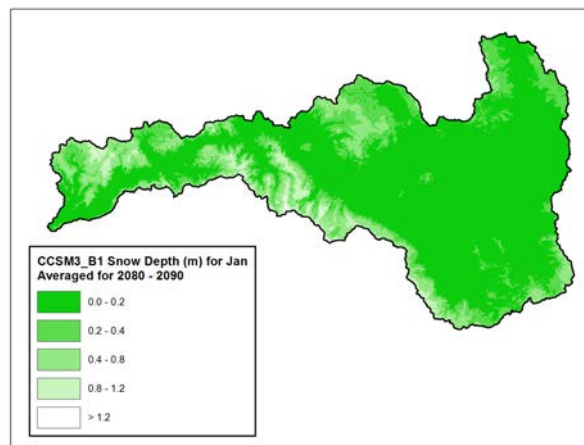 CCSM3_B1 Snow Depth (m) for Jan
Averaged for 2080 - 2090
0.0 - 0.2
0.2 - 0.4
0.4 - 0.8
0.8 - 1.2
> 1.2